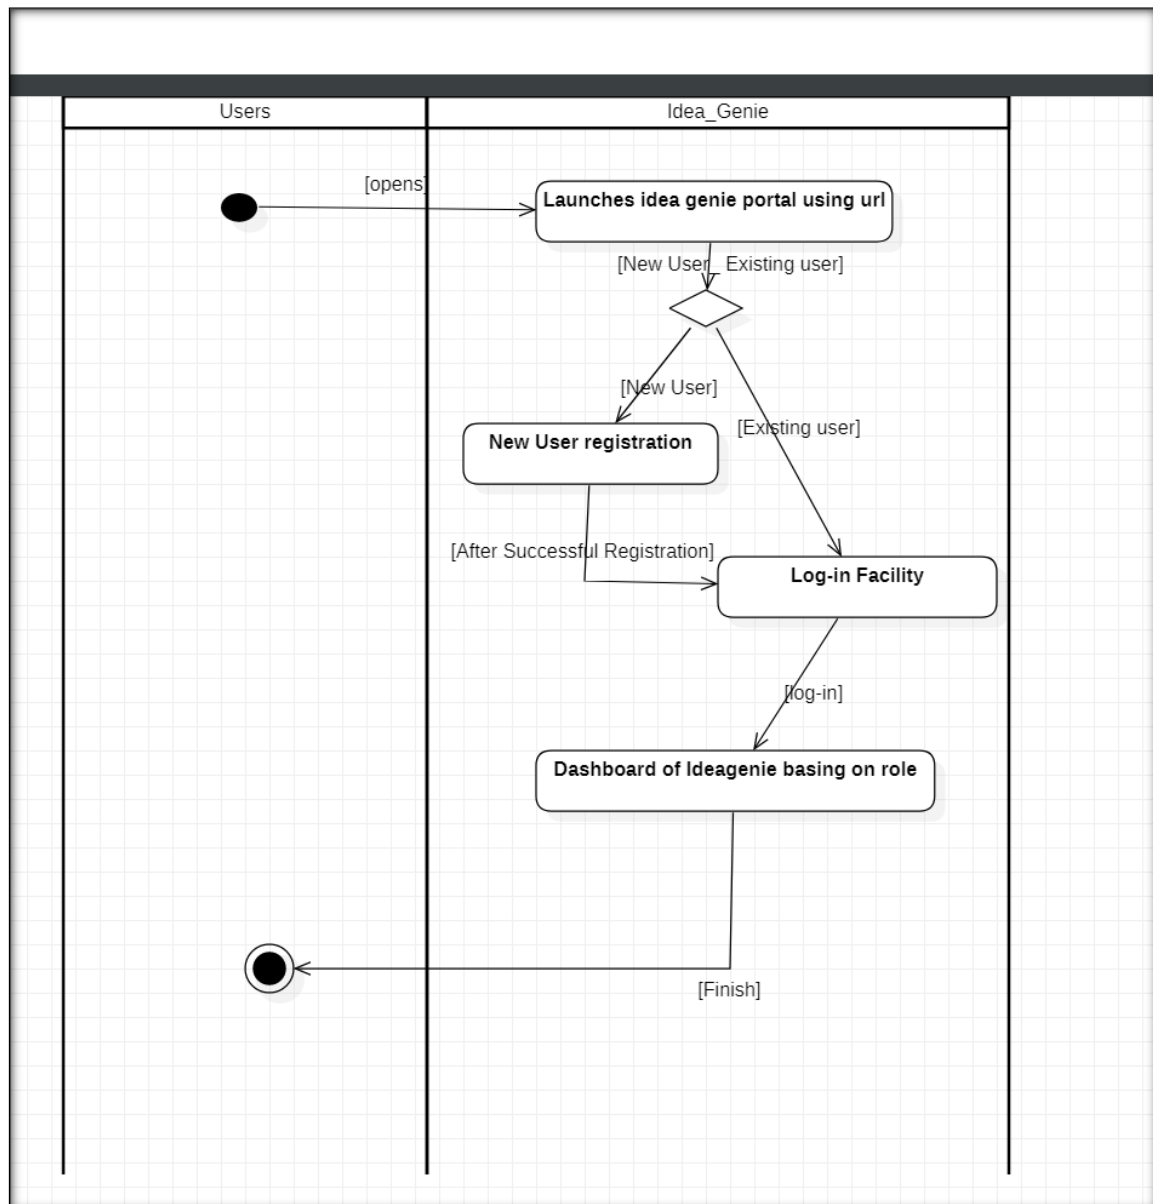 Users
Idea_Genie
[opens]
Launches idea genie portal using url
[New User_ Existing user]
[New User]
[Existing user]
New User registration
[After Successful Registration]
Log-in Facility
[log-in]
Dashboard of Ideagenie basing on role
[Finish]